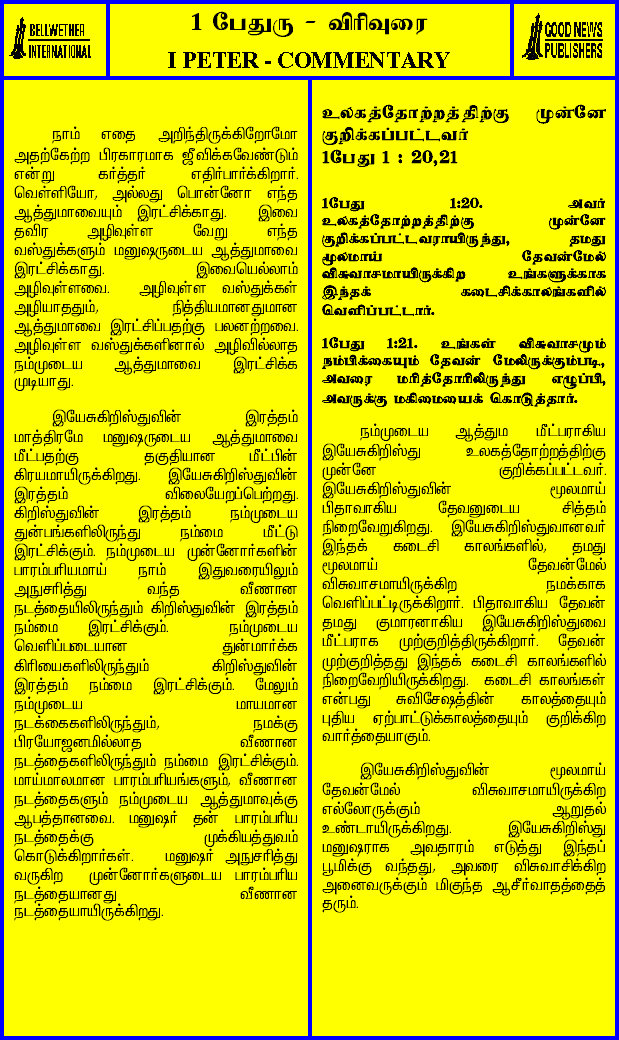 BELLWETHER
INTERNATIONAL
1 பேதுரு - விரிவுரை
I PETER - COMMENTARY
GOOD NEWS
PUBLISHERS
நாம் எதை அறிந்திருக்கிறோமோ
அதற்கேற்ற பிரகாரமாக ஜீவிக்கவேண்டும்
என்று கர்த்தர் எதிர்பார்க்கிறார்.
வெள்ளியோ, அல்லது பொன்னோ எந்த
ஆத்துமாவையும் இரட்சிக்காது. இவை
தவிர அழிவுள்ள வேறு எந்த
வஸ்துக்களும் மனுஷருடைய ஆத்துமாவை
இரட்சிக்காது. இவையெல்லாம்
அழிவுள்ளவை. அழிவுள்ள வஸ்துக்கள்
அழியாததும், நித்தியமானதுமான
ஆத்துமாவை இரட்சிப்பதற்கு பலனற்றவை.
அழிவுள்ள வஸ்துக்களினால் அழிவில்லாத
நம்முடைய ஆத்துமாவை இரட்சிக்க
முடியாது.
இயேசுகிறிஸ்துவின் இரத்தம்
மாத்திரமே மனுஷருடைய ஆத்துமாவை
மீட்பதற்கு தகுதியான மீட்பின்
கிரயமாயிருக்கிறது. இயேசுகிறிஸ்துவின்
இரத்தம் விலையேறப்பெற்றது.
கிறிஸ்துவின் இரத்தம் நம்முடைய
துன்பங்களிலிருந்து நம்மை மீட்டு
இரட்சிக்கும். நம்முடைய முன்னோர்களின்
பாரம்பரியமாய் நாம் இதுவரையிலும்
அநுசரித்து வந்த வீணான
நடத்தையிலிருந்தும் கிறிஸ்துவின் இரத்தம்
நம்மை இரட்சிக்கும். நம்முடைய
வெளிப்படையான துன்மார்க்க
கிரியைகளிலிருந்தும் கிறிஸ்துவின்
இரத்தம் நம்மை இரட்சிக்கும். மேலும்
நம்முடைய மாயமான
நடக்கைகளிலிருந்தும், நமக்கு
பிரயோஜனமில்லாத வீணான
நடத்தைகளிலிருந்தும் நம்மை இரட்சிக்கும்.
மாய்மாலமான பாரம்பரியங்களும், வீணான
நடத்தைகளும் நம்முடைய ஆத்துமாவுக்கு
ஆபத்தானவை. மனுஷர் தன் பாரம்பரிய
நடத்தைக்கு முக்கியத்துவம்
கொடுக்கிறார்கள். மனுஷர் அநுசரித்து
வருகிற முன்னோர்களுடைய பாரம்பரிய
நடத்தையானது வீணான
நடத்தையாயிருக்கிறது.
உலகத்தோற்றத்திற்கு முன்னே
குறிக்கப்பட்டவர்
1பேதுரு 1 : 20,21
1பேதுரு 1:20. அவர்
உலகத்தோற்றத்திற்கு முன்னே
குறிக்கப்பட்டவராயிருந்து, தமது
மூலமாய் தேவன்மேல்
விசுவாசமாயிருக்கிற உங்களுக்காக
இந்தக் கடைசிக்காலங்களில்
வெளிப்பட்டார்.
1பேதுரு 1:21. உங்கள் விசுவாசமும்
நம்பிக்கையும் தேவன் மேலிருக்கும்படி,
அவரை மரித்தோரிலிருந்து எழுப்பி,
அவருக்கு மகிமையைக் கொடுத்தார்.
நம்முடைய ஆத்தும மீட்பராகிய
இயேசுகிறிஸ்து உலகத்தோற்றத்திற்கு
முன்னே குறிக்கப்பட்டவர்.
இயேசுகிறிஸ்துவின் மூலமாய்
பிதாவாகிய தேவனுடைய சித்தம்
நிறைவேறுகிறது. இயேசுகிறிஸ்துவானவர்
இந்தக் கடைசி காலங்களில், தமது
மூலமாய் தேவன்மேல்
விசுவாசமாயிருக்கிற நமக்காக
வெளிப்பட்டிருக்கிறார். பிதாவாகிய தேவன்
தமது குமாரனாகிய இயேசுகிறிஸ்துவை
மீட்பராக முற்குறித்திருக்கிறார். தேவன்
முற்குறித்தது இந்தக் கடைசி காலங்களில்
நிறைவேறியிருக்கிறது. கடைசி காலங்கள்
என்பது சுவிசேஷத்தின் காலத்தையும்
புதிய ஏற்பாட்டுக்காலத்தையும் குறிக்கிற
வார்த்தையாகும்.
இயேசுகிறிஸ்துவின் மூலமாய்
தேவன்மேல் விசுவாசமாயிருக்கிற
எல்லோருக்கும் ஆறுதல்
உண்டாயிருக்கிறது. இயேசுகிறிஸ்து
மனுஷராக அவதாரம் எடுத்து இந்தப்
பூமிக்கு வந்தது, அவரை விசுவாசிக்கிற
அனைவருக்கும் மிகுந்த ஆசீர்வாதத்தைத்
தரும்.